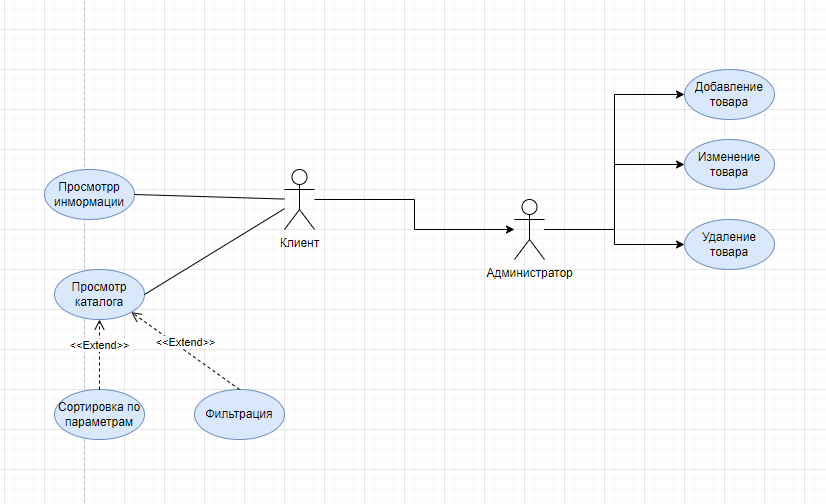 Добавление
товара
Изменение
товара
Просмотрр
инмормации
Клиент
Удаление
товара
Администратор
Просмотр
каталога
<<Extend>>
<<Extend>>
Сортировка по
параметрам
Фильтрация